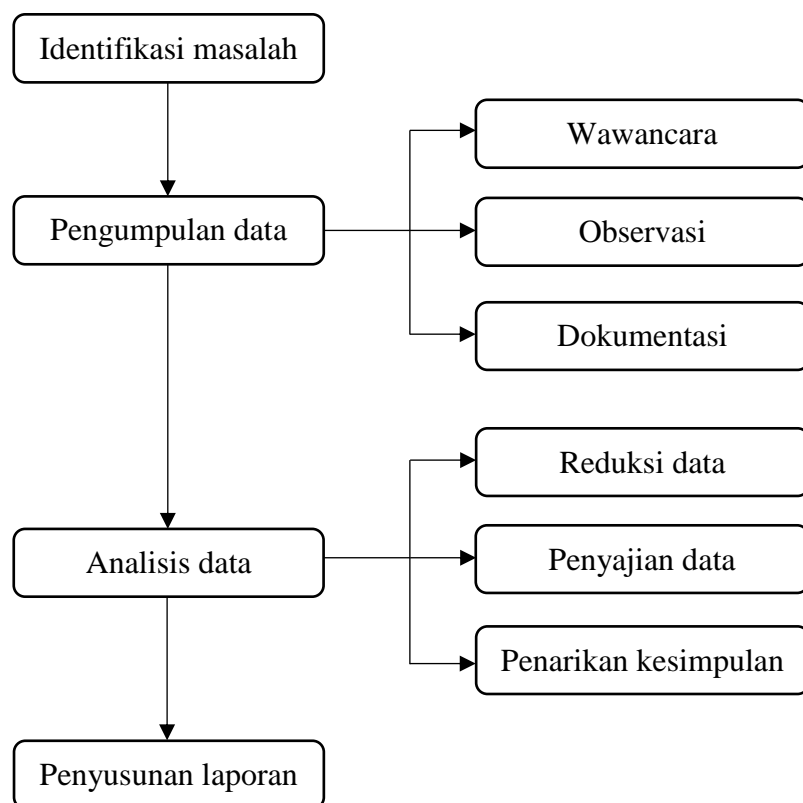 Identifikasi masalah
Wawancara
Pengumpulan data
Observasi
Dokumentasi
Reduksi data
Analisis data
Penyajian data
Penarikan kesimpulan
Penyusunan laporan